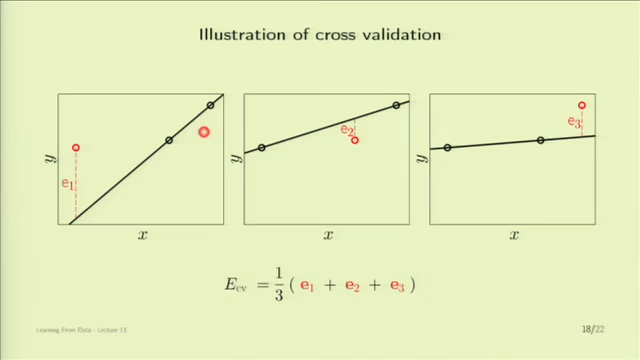 Illustration of cross validation
y
e1
x
y
e2
x
y
e3
x
Ecv = 1/3 ( e1 + e2 + e3 )
Learning From Data - Lecture 13
18/22